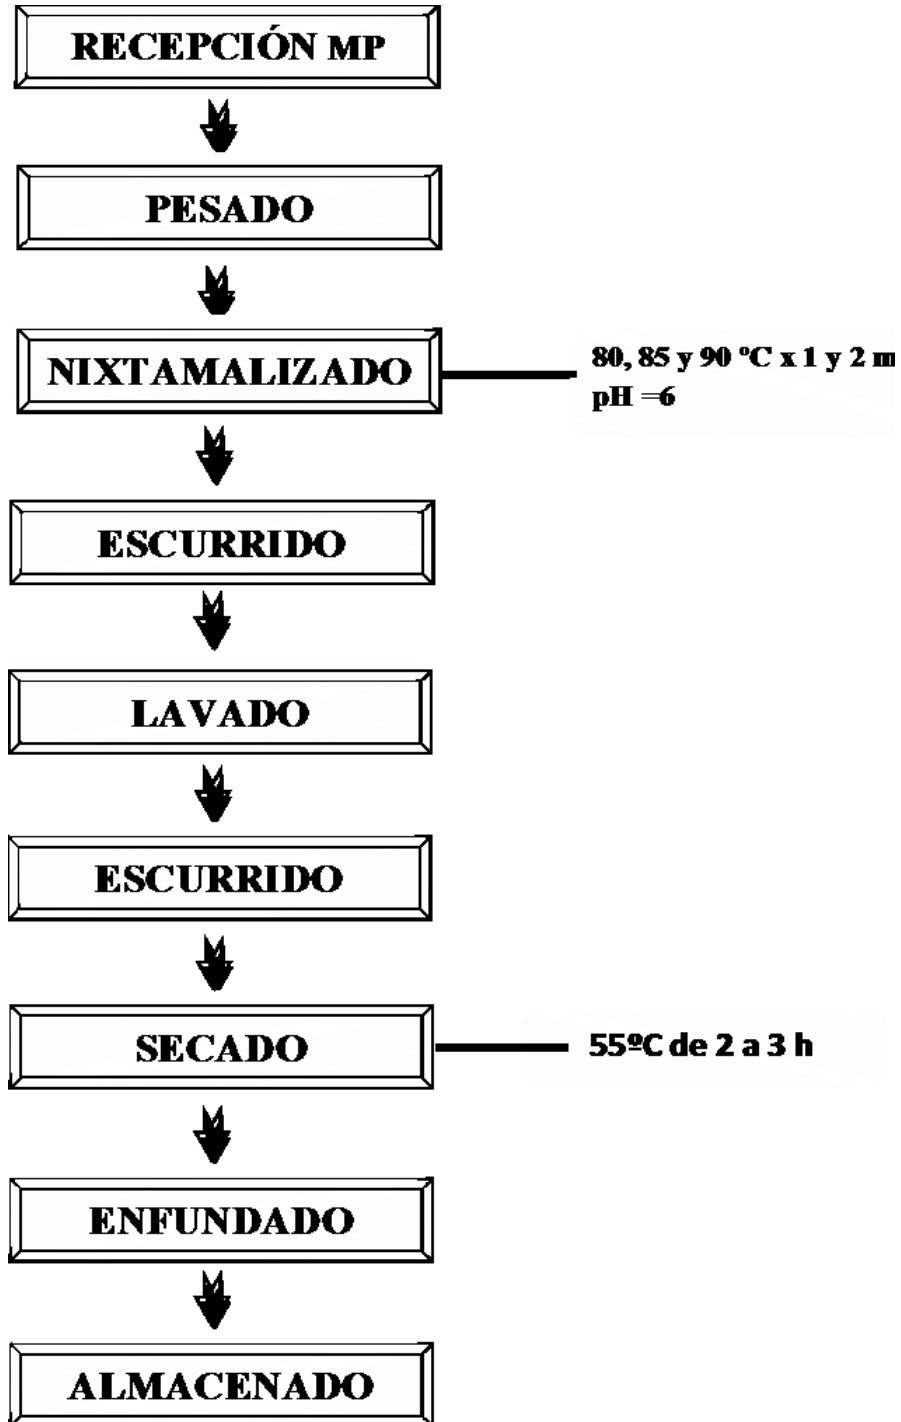 RECEPCIÓN MP
PESADO
NIXTAMALIZADO
80, 85 y 90 ºC x 1 y 2 m
pH =6
ESCURRIDO
LAVADO
ESCURRIDO
SECADO
55ºC de 2 a 3 h
ENFUNDADO
ALMACENADO